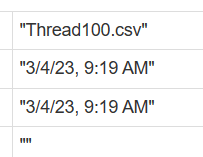 "Thread100.csv"
"3/4/23, 9:19 AM"
"3/4/23, 9:19 AM"
""